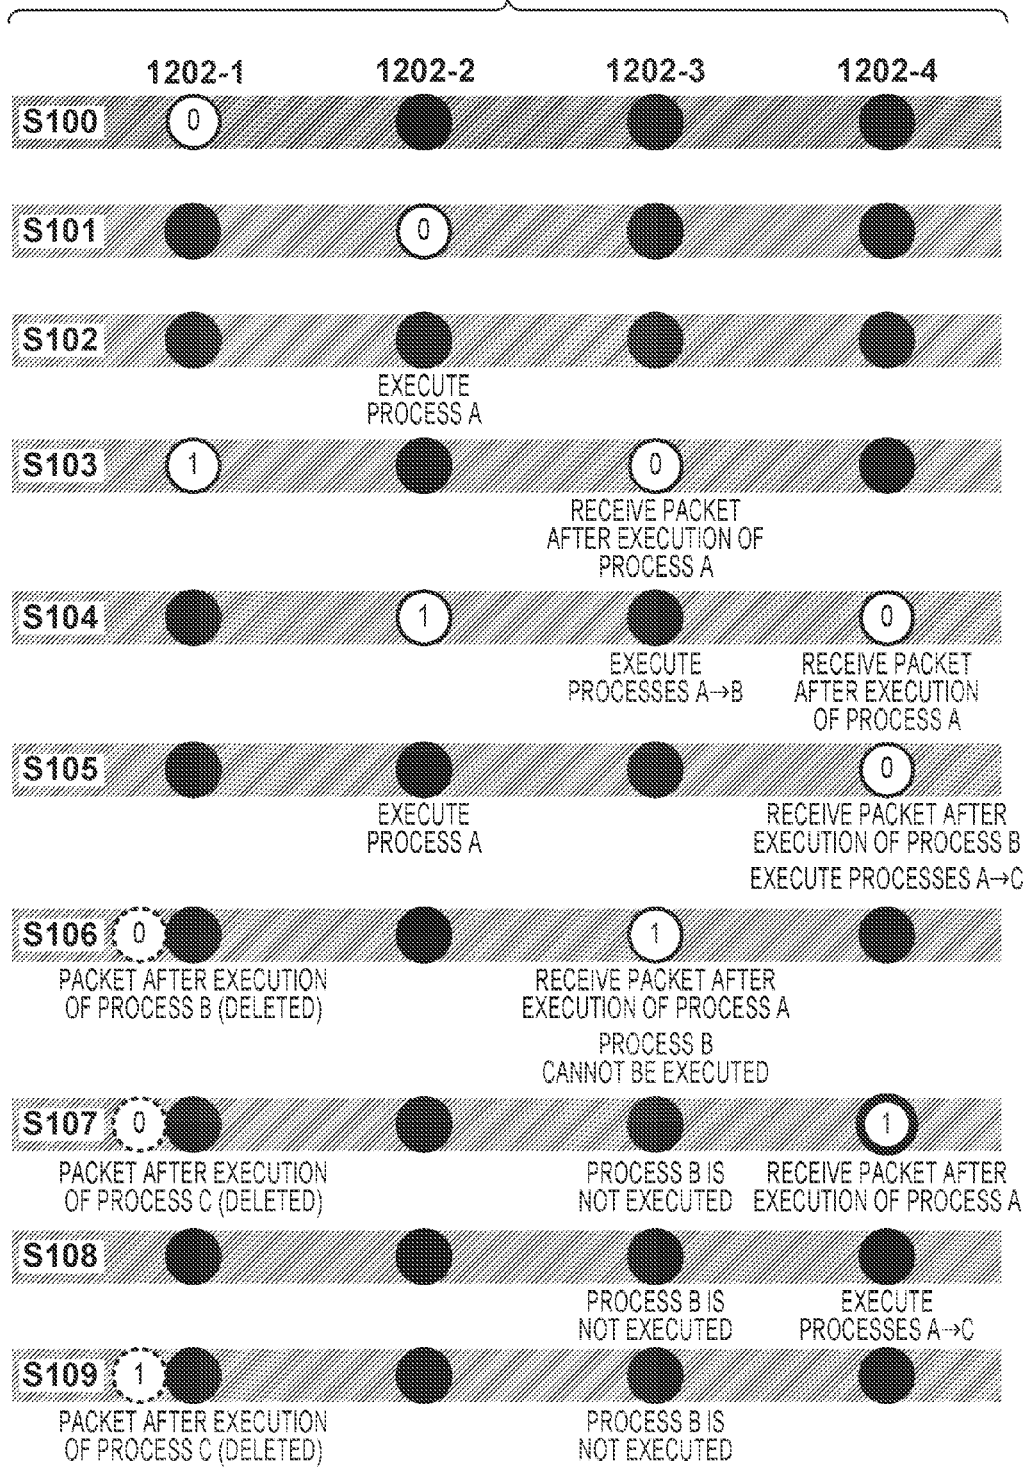 1202-1 1202-2 1202-3 1202-4
S100 0
S101 0
S102
EXECUTE
PROCESS A
S103 1 0
RECEIVE PACKET
AFTER EXECUTION OF
PROCESS A
S104 1 0
EXECUTE
PROCESSES A→B
RECEIVE PACKET
AFTER EXECUTION
OF PROCESS A
S105 0
EXECUTE
PROCESS A
RECEIVE PACKET AFTER
EXECUTION OF PROCESS B
EXECUTE PROCESSES A→C
S106 0 1
PACKET AFTER EXECUTION
OF PROCESS B (DELETED)
RECEIVE PACKET AFTER
EXECUTION OF PROCESS A
PROCESS B
CANNOT BE EXECUTED
S107 0 1
PACKET AFTER EXECUTION
OF PROCESS C (DELETED)
PROCESS B IS
NOT EXECUTED
RECEIVE PACKET AFTER
EXECUTION OF PROCESS A
S108
PROCESS B IS
NOT EXECUTED
EXECUTE
PROCESSES A→C
S109 1
PACKET AFTER EXECUTION
OF PROCESS C (DELETED)
PROCESS B IS
NOT EXECUTED